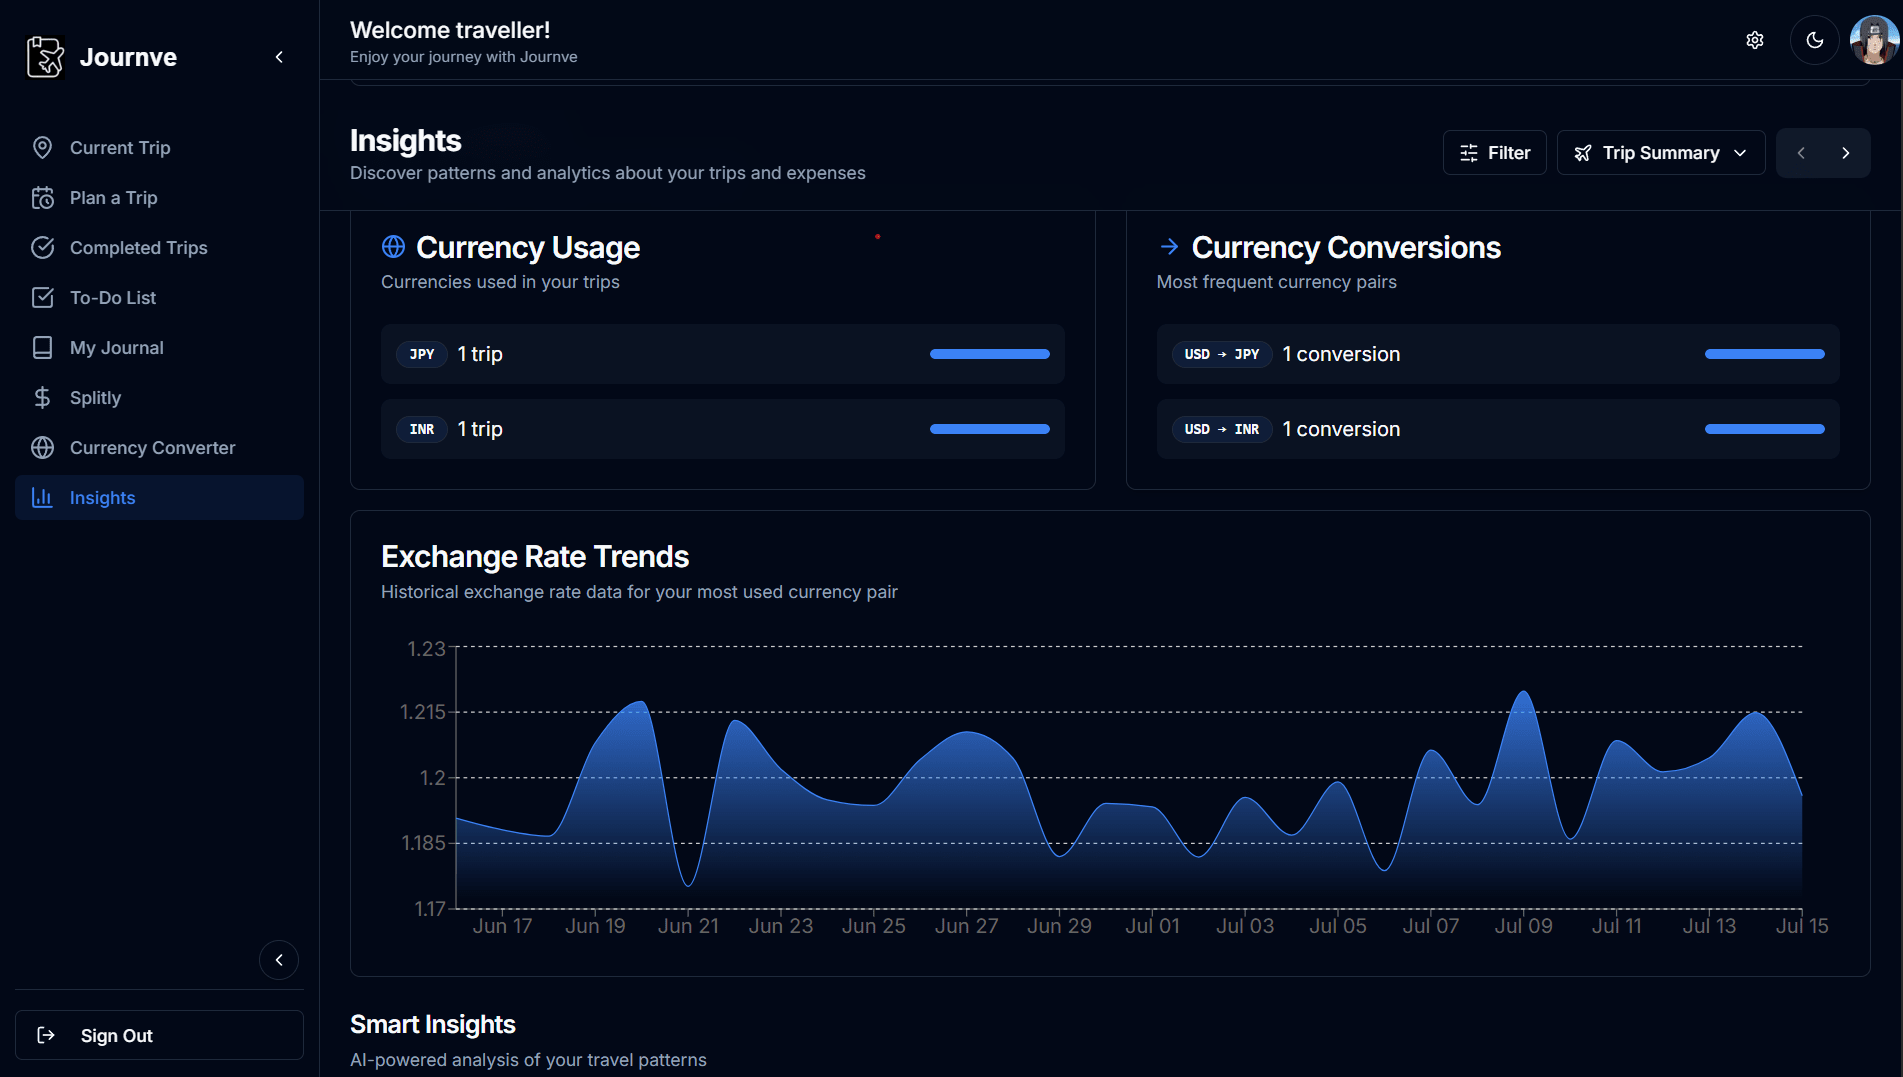 Journve
Current Trip
Plan a Trip
Completed Trips
To-Do List
My Journal
Splitly
Currency Converter
Insights
Sign Out
Welcome traveller!
Enjoy your journey with Journve
Insights
Discover patterns and analytics about your trips and expenses
Filter
Trip Summary
Currency Usage
Currencies used in your trips
JPY 1 trip
INR 1 trip
Currency Conversions
Most frequent currency pairs
USD → JPY 1 conversion
USD → INR 1 conversion
Exchange Rate Trends
Historical exchange rate data for your most used currency pair
1.23
1.215
1.2
1.185
1.17
Jun 17 Jun 19 Jun 21 Jun 23 Jun 25 Jun 27 Jun 29 Jul 01 Jul 03 Jul 05 Jul 07 Jul 09 Jul 11 Jul 13 Jul 15
Smart Insights
AI-powered analysis of your travel patterns